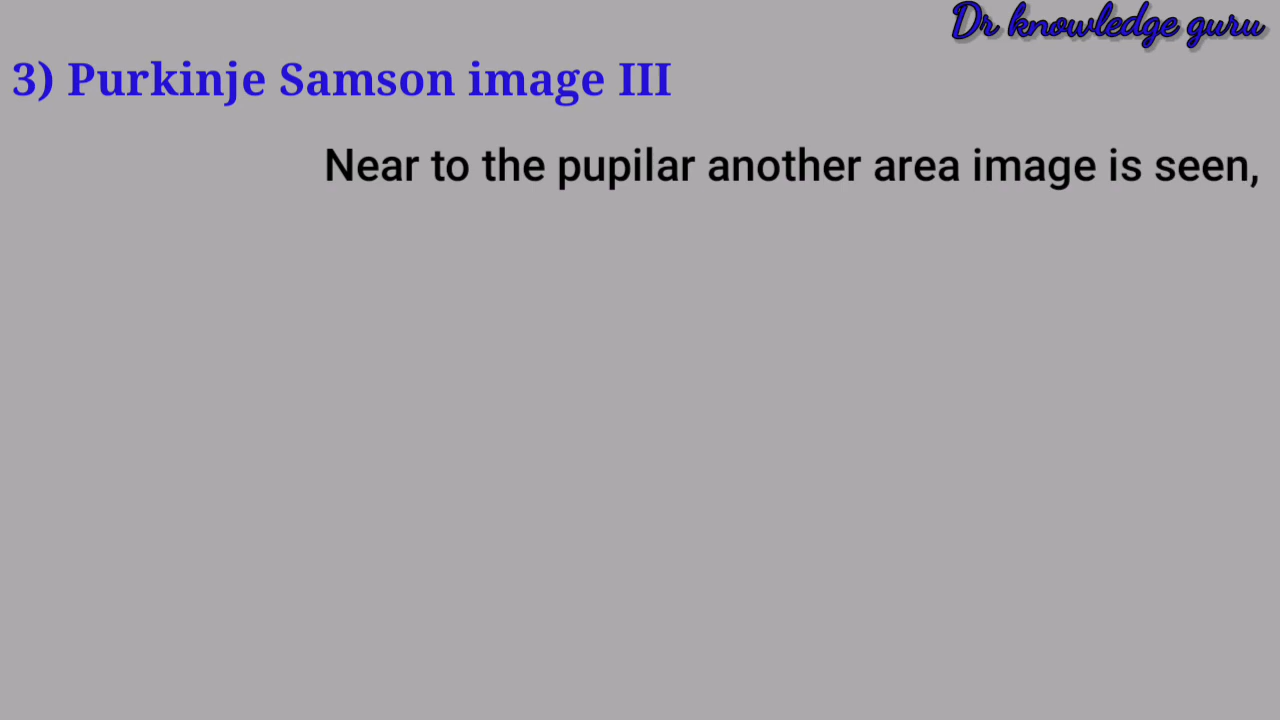 Dr knowledge guru
3) Purkinje Samson image III
Near to the pupilar another area image is seen,